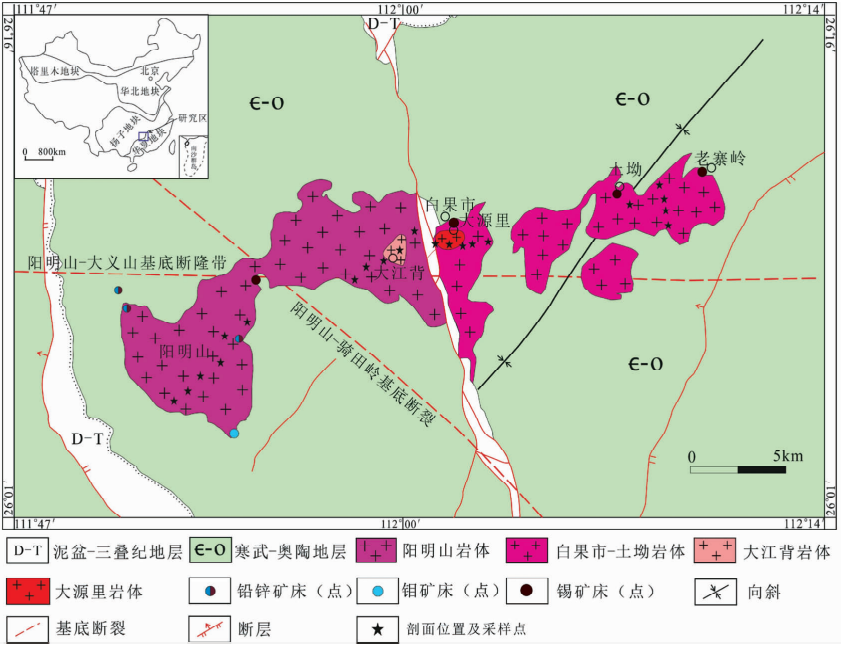 111°47′
112°00′
112°14′
26°16′
26°16′
D-T
塔里木地块
北京
华北地块
扬子地块
华夏地块
研究区
南沙群岛
0 800km
Є-O
Є-O
老寨岭
土坳
白果市
大源里
大江背
阳明山-大义山基底断隆带
阳明山-骑田岭基底断裂
阳明山
Є-O
D-T
0 5km
26°01′
26°01′
111°47′
112°00′
112°14′
D-T 泥盆-三叠纪地层 Є-O 寒武-奥陶地层 阳明山岩体 白果市-土坳岩体 大江背岩体
大源里岩体 铅锌矿床（点） 钼矿床（点） 锡矿床（点） 向斜
基底断裂 断层 剖面位置及采样点